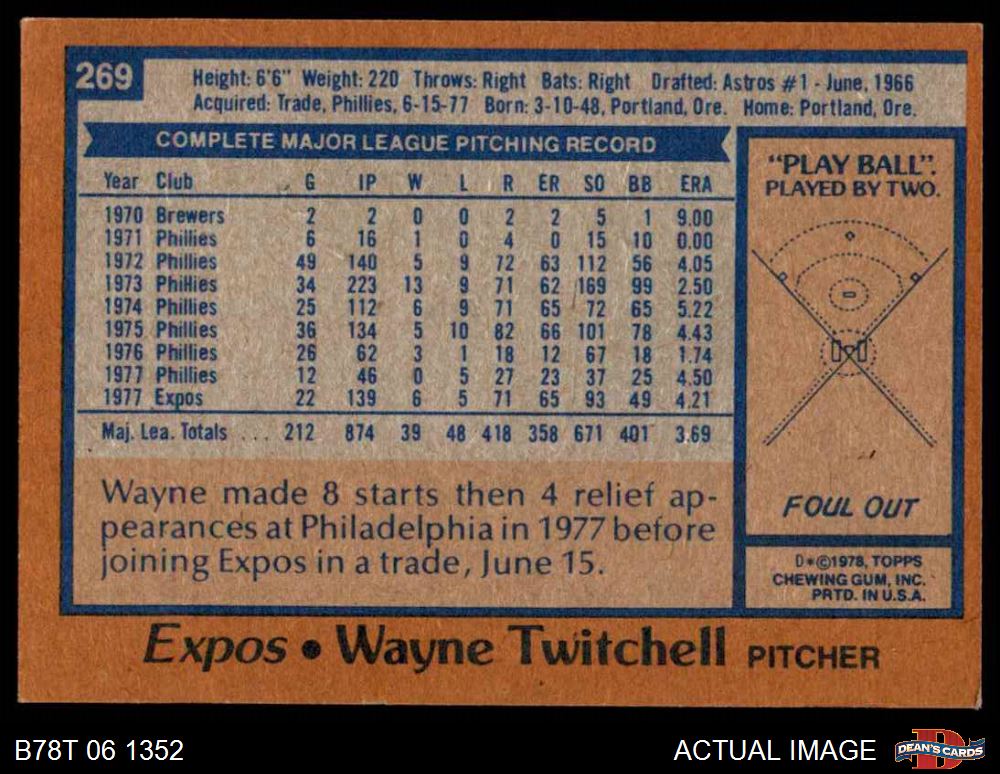 269
Height: 6'6" Weight: 220 Throws: Right Bats: Right Drafted: Astros #1 - June, 1966
Acquired: Trade, Phillies, 6-15-77 Born: 3-10-48, Portland, Ore. Home: Portland, Ore.
COMPLETE MAJOR LEAGUE PITCHING RECORD
Year Club G IP W L R ER SO BB ERA
1970 Brewers 2 2 0 0 2 2 5 1 9.00
1971 Phillies 6 16 1 0 4 0 15 10 0.00
1972 Phillies 49 140 5 9 72 63 112 56 4.05
1973 Phillies 34 223 13 9 71 62 169 99 2.50
1974 Phillies 25 112 6 9 71 65 72 65 5.22
1975 Phillies 36 134 5 10 82 66 101 78 4.43
1976 Phillies 26 62 3 1 18 12 67 18 1.74
1977 Phillies 12 46 0 5 27 23 37 25 4.50
1977 Expos 22 139 6 5 71 65 93 49 4.21
Maj. Lea. Totals ... 212 874 39 48 418 358 671 401 3.69
Wayne made 8 starts then 4 relief ap-
pearances at Philadelphia in 1977 before
joining Expos in a trade, June 15.
"PLAY BALL".
PLAYED BY TWO.
FOUL OUT
D*©1978, TOPPS
CHEWING GUM, INC.
PRTD. IN U.S.A.
Expos • Wayne Twitchell PITCHER
B78T 06 1352
ACTUAL IMAGE
DEAN'S CARDS